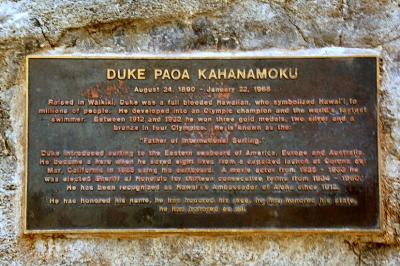 DUKE PAOA KAHANAMOKU
August 24, 1890 - January 22, 1968
Raised in Waikiki, Duke was a full blooded Hawaiian, who symbolized Hawai'i to
millions of people. He developed into an Olympic champion and the world's fastest
swimmer. Between 1912 and 1932 he won three gold medals, two silver and a
bronze in four Olympics. He is known as the:
"Father of International Surfing."
Duke introduced surfing to the Eastern seaboard of America, Europe and Australia.
He became a hero when he saved eight lives from a capsized launch at Corona del
Mar, California in 1925 using his surfboard. A movie actor from 1925 - 1933 he
was elected Sheriff of Honolulu for thirteen consecutive terms from 1934 - 1960.
He has been recognized as Hawaii's Ambassador of Aloha since 1912.
He has honored his name, he has honored his race, he has honored his state,
he has honored us all.